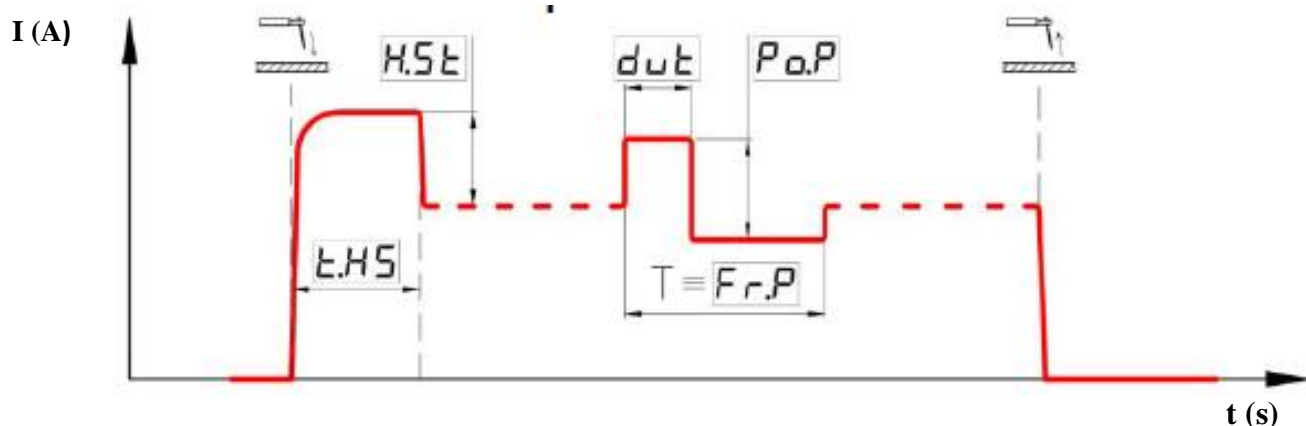 I (A)
H.St
dut
Po.P
t.HS
T ≡ Fr.P
t (s)